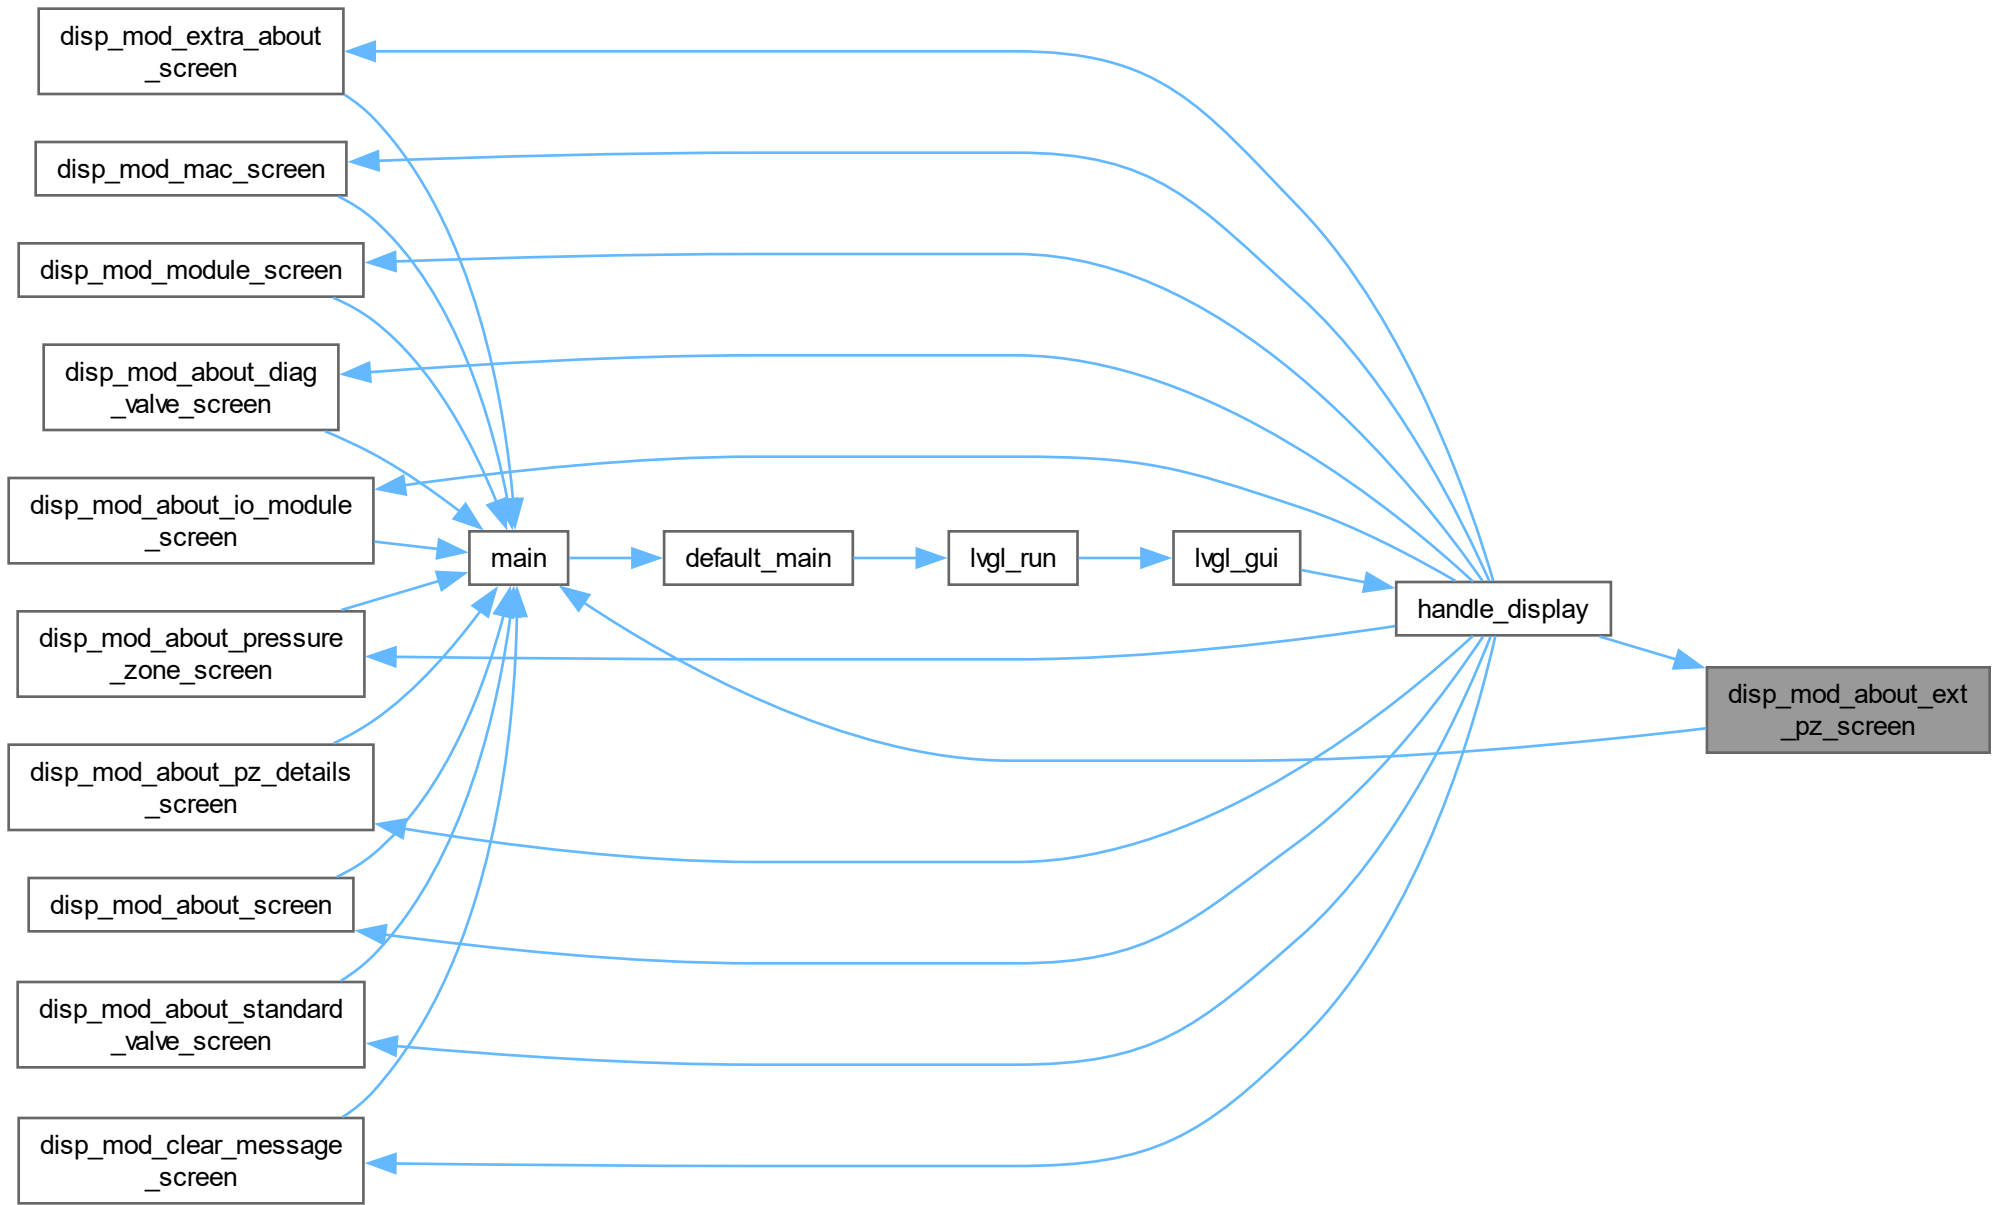 disp_mod_extra_about
_screen
disp_mod_mac_screen
disp_mod_module_screen
disp_mod_about_diag
_valve_screen
disp_mod_about_io_module
_screen
main
default_main
lvgl_run
lvgl_gui
handle_display
disp_mod_about_pressure
_zone_screen
disp_mod_about_ext
_pz_screen
disp_mod_about_pz_details
_screen
disp_mod_about_screen
disp_mod_about_standard
_valve_screen
disp_mod_clear_message
_screen